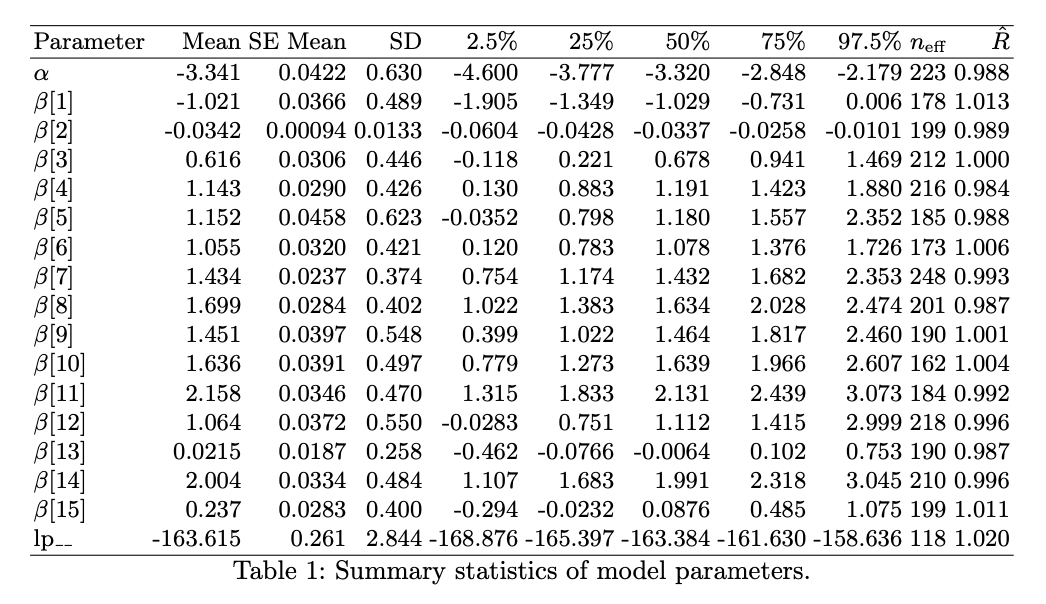 Parameter Mean SE Mean SD 2.5% 25% 50% 75% 97.5% n_eff R̂
α -3.341 0.0422 0.630 -4.600 -3.777 -3.320 -2.848 -2.179 223 0.988
β[1] -1.021 0.0366 0.489 -1.905 -1.349 -1.029 -0.731 0.006 178 1.013
β[2] -0.0342 0.00094 0.0133 -0.0604 -0.0428 -0.0337 -0.0258 -0.0101 199 0.989
β[3] 0.616 0.0306 0.446 -0.118 0.221 0.678 0.941 1.469 212 1.000
β[4] 1.143 0.0290 0.426 0.130 0.883 1.191 1.423 1.880 216 0.984
β[5] 1.152 0.0458 0.623 -0.0352 0.798 1.180 1.557 2.352 185 0.988
β[6] 1.055 0.0320 0.421 0.120 0.783 1.078 1.376 1.726 173 1.006
β[7] 1.434 0.0237 0.374 0.754 1.174 1.432 1.682 2.353 248 0.993
β[8] 1.699 0.0284 0.402 1.022 1.383 1.634 2.028 2.474 201 0.987
β[9] 1.451 0.0397 0.548 0.399 1.022 1.464 1.817 2.460 190 1.001
β[10] 1.636 0.0391 0.497 0.779 1.273 1.639 1.966 2.607 162 1.004
β[11] 2.158 0.0346 0.470 1.315 1.833 2.131 2.439 3.073 184 0.992
β[12] 1.064 0.0372 0.550 -0.0283 0.751 1.112 1.415 2.999 218 0.996
β[13] 0.0215 0.0187 0.258 -0.462 -0.0766 -0.0064 0.102 0.753 190 0.987
β[14] 2.004 0.0334 0.484 1.107 1.683 1.991 2.318 3.045 210 0.996
β[15] 0.237 0.0283 0.400 -0.294 -0.0232 0.0876 0.485 1.075 199 1.011
lp__ -163.615 0.261 2.844 -168.876 -165.397 -163.384 -161.630 -158.636 118 1.020
Table 1: Summary statistics of model parameters.